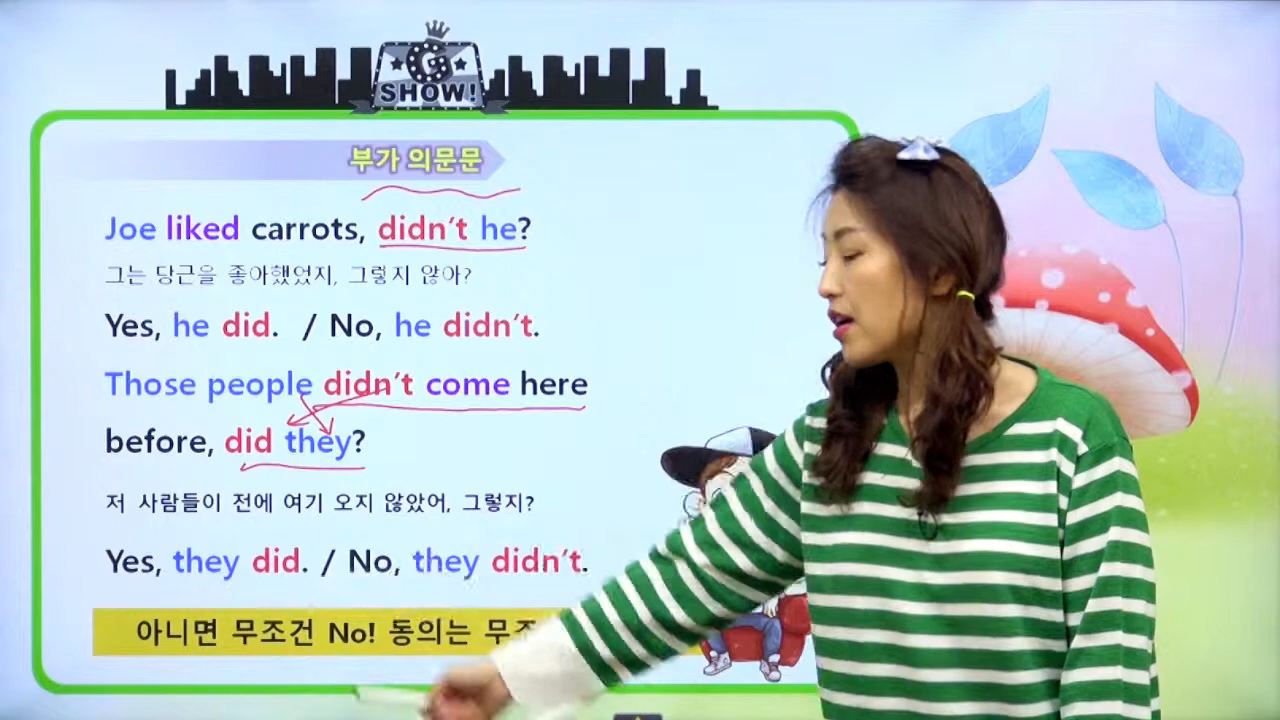 G
SHOW!
부가 의문문
Joe liked carrots, didn't he?
그는 당근을 좋아했었지, 그렇지 않아?
Yes, he did. / No, he didn't.
Those people didn't come here
before, did they?
저 사람들이 전에 여기 오지 않았어, 그렇지?
Yes, they did. / No, they didn't.
아니면 무조건 No! 동의는